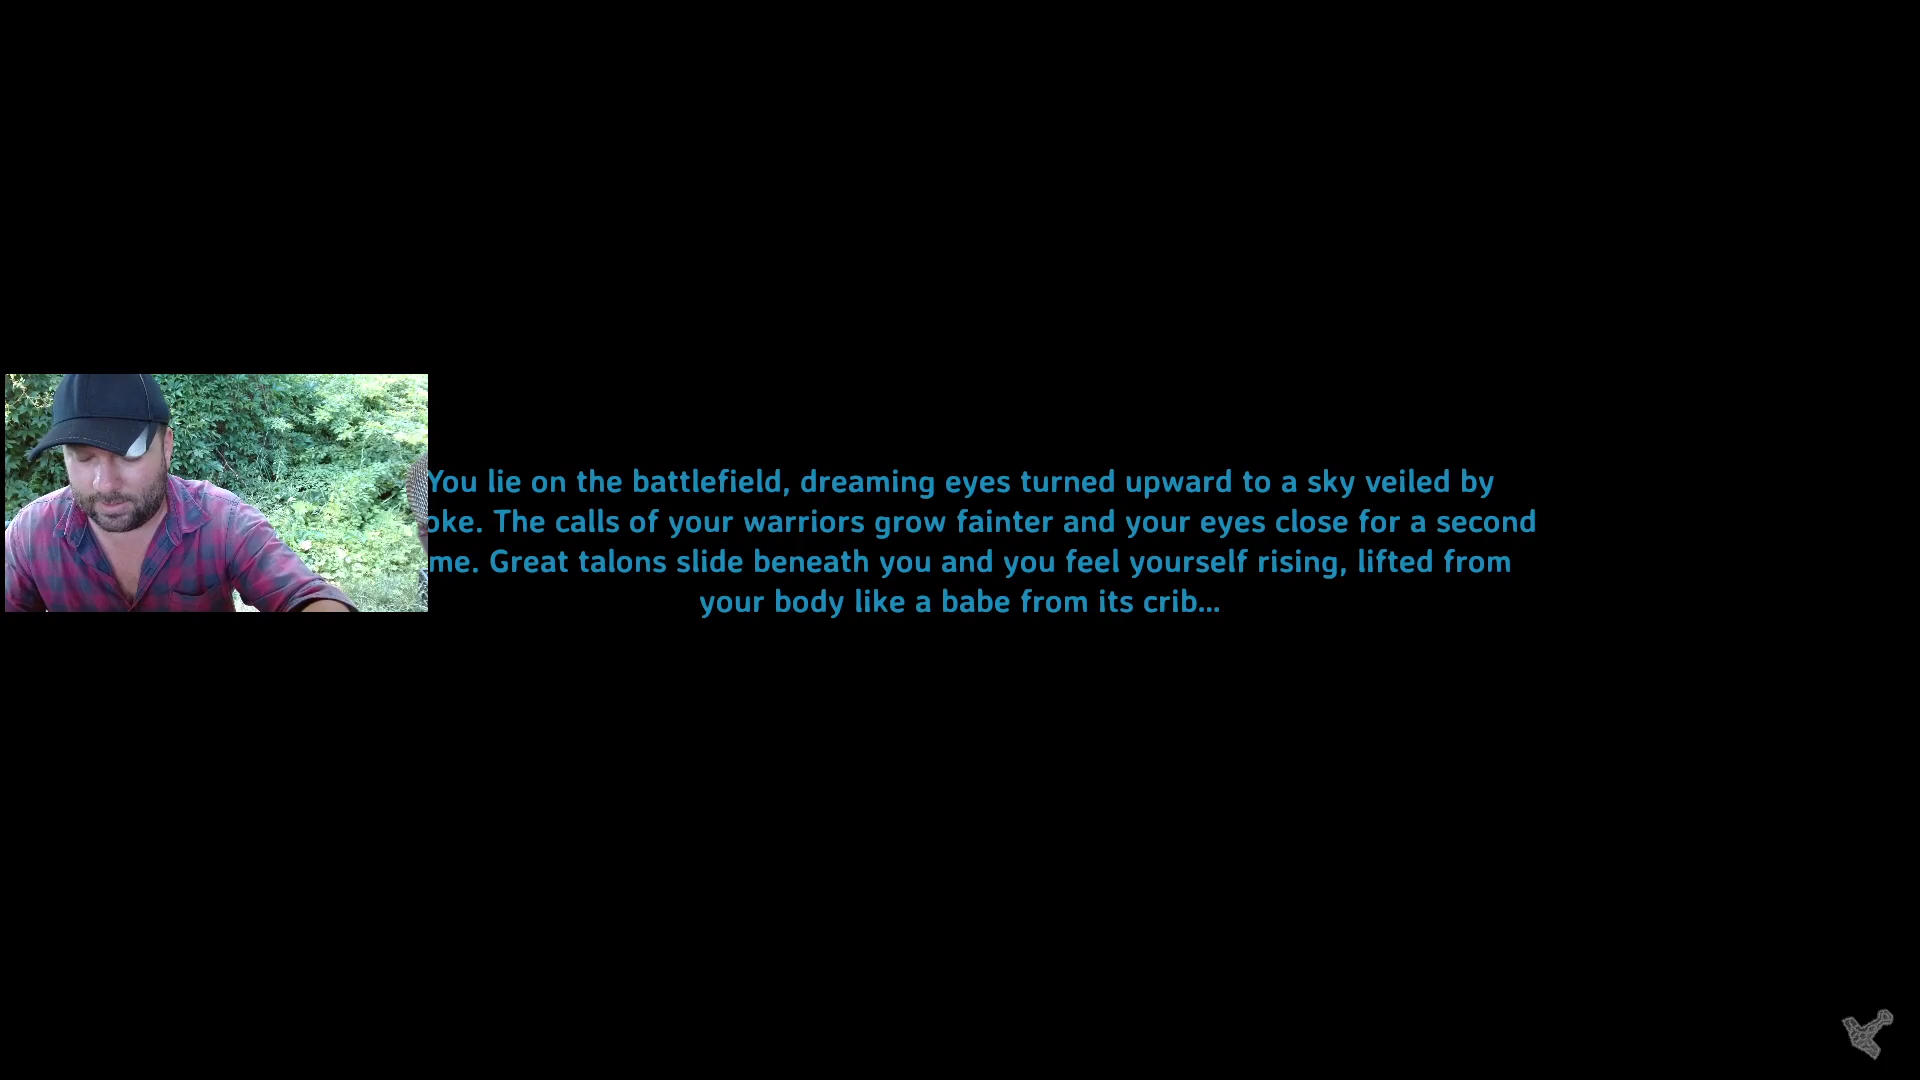 You lie on the battlefield, dreaming eyes turned upward to a sky veiled by
oke. The calls of your warriors grow fainter and your eyes close for a second
me. Great talons slide beneath you and you feel yourself rising, lifted from
your body like a babe from its crib...